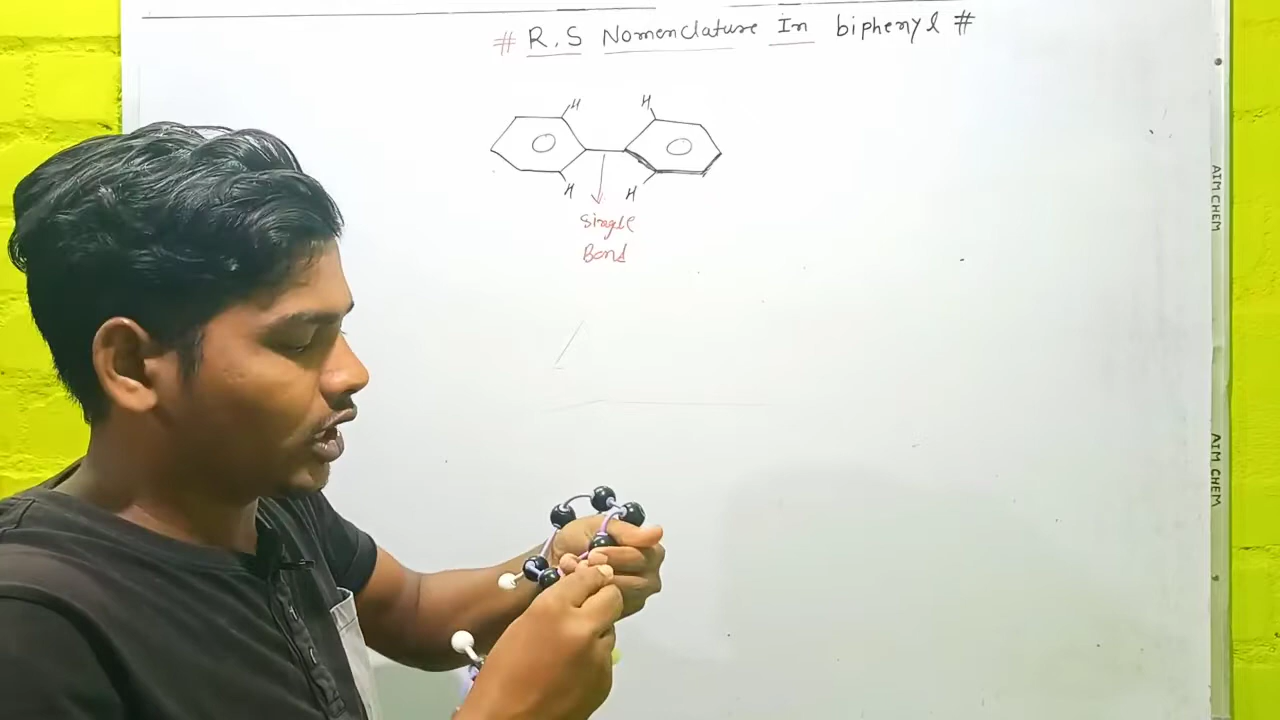 # R.S Nomenclature In biphenyl #
H H
H H
Single
Bond
AIM CHEM
AIM CHEM